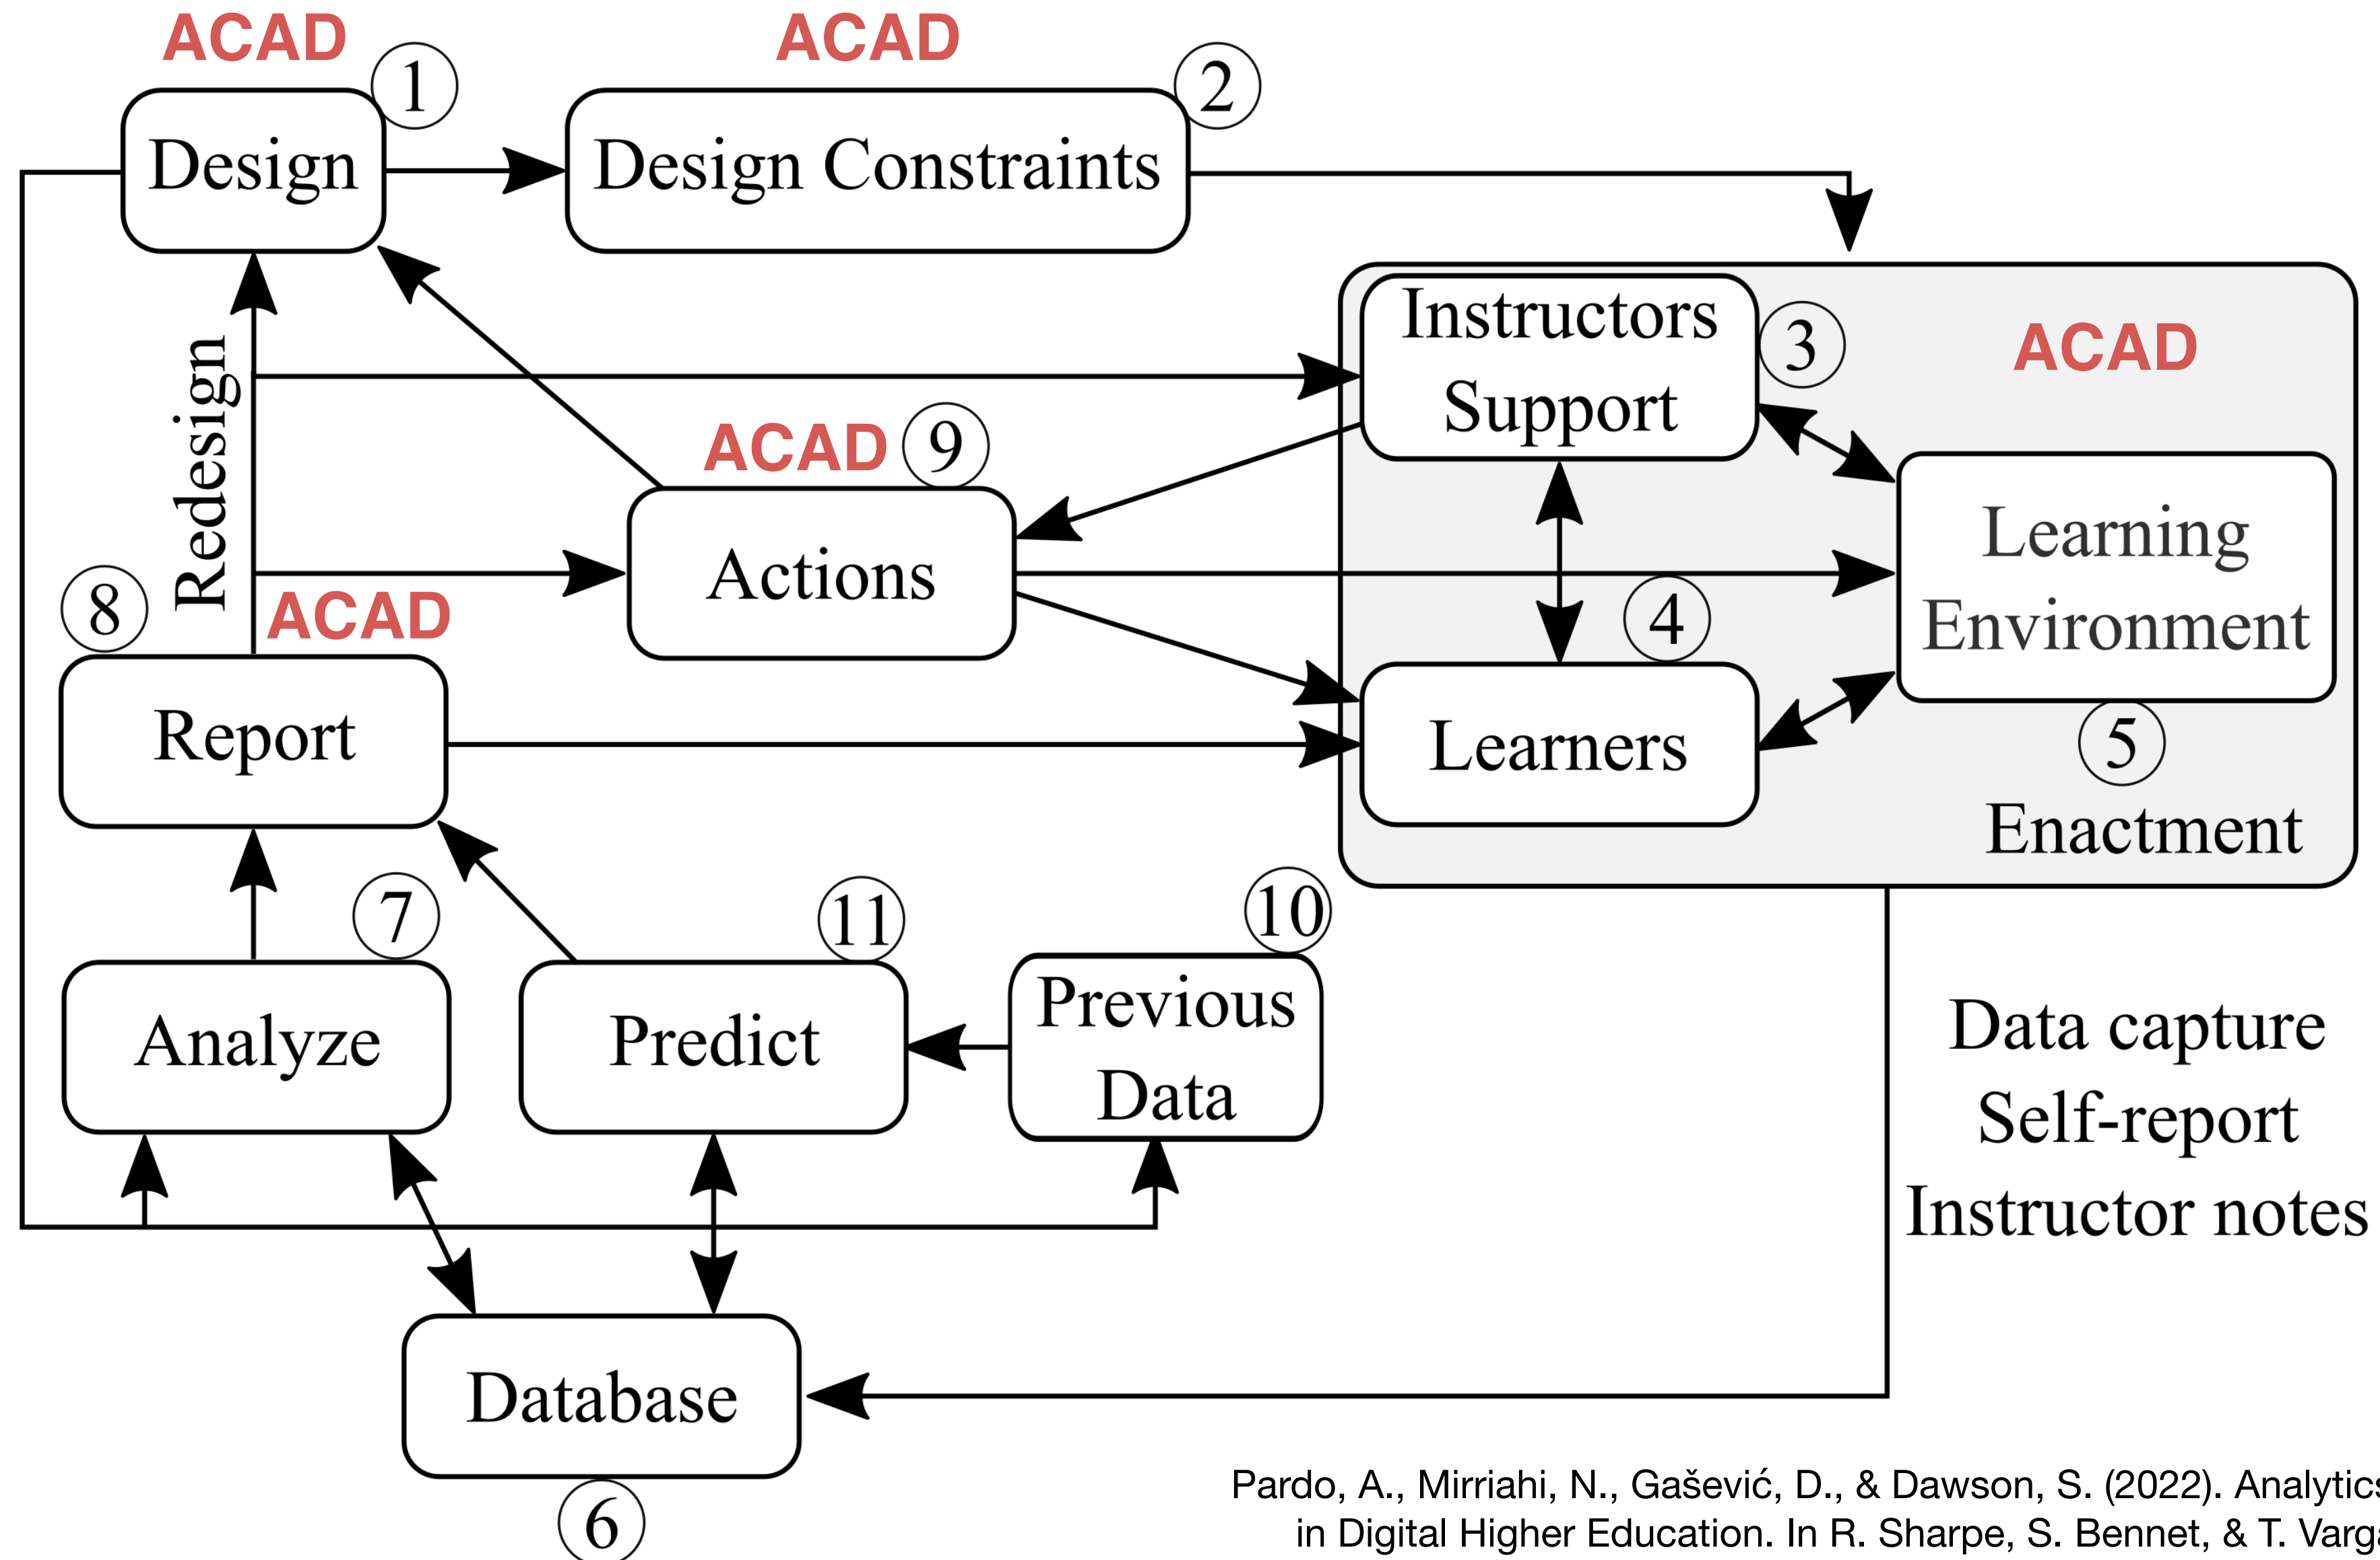 ACAD
ACAD
1
2
Design
Design Constraints
Instructors
Support
3
ACAD
Redesign
ACAD
9
Actions
Learning
Environment
8
ACAD
4
Report
Learners
5
Enactment
7
11
10
Analyze
Predict
Previous
Data
Data capture
Self-report
Instructor notes
Database
6
Pardo, A., Mirriahi, N., Gašević, D., & Dawson, S. (2022). Analytics
in Digital Higher Education. In R. Sharpe, S. Bennet, & T. Varga